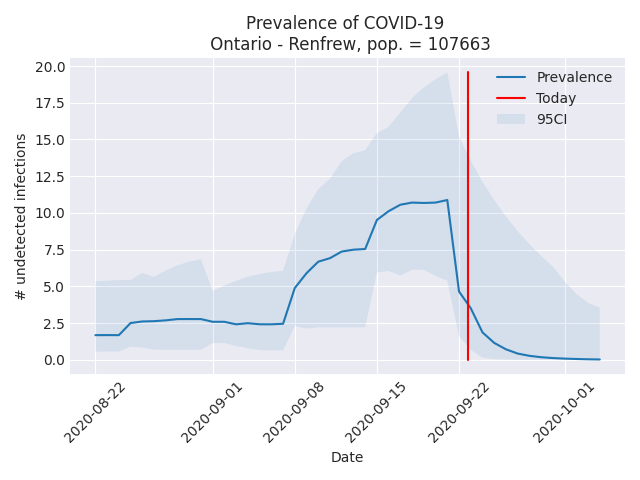 Prevalence of COVID-19
Ontario - Renfrew, pop. = 107663
Prevalence
Today
95CI
# undetected infections
20.0
17.5
15.0
12.5
10.0
7.5
5.0
2.5
0.0
2020-08-22
2020-09-01
2020-09-08
2020-09-15
2020-09-22
2020-10-01
Date